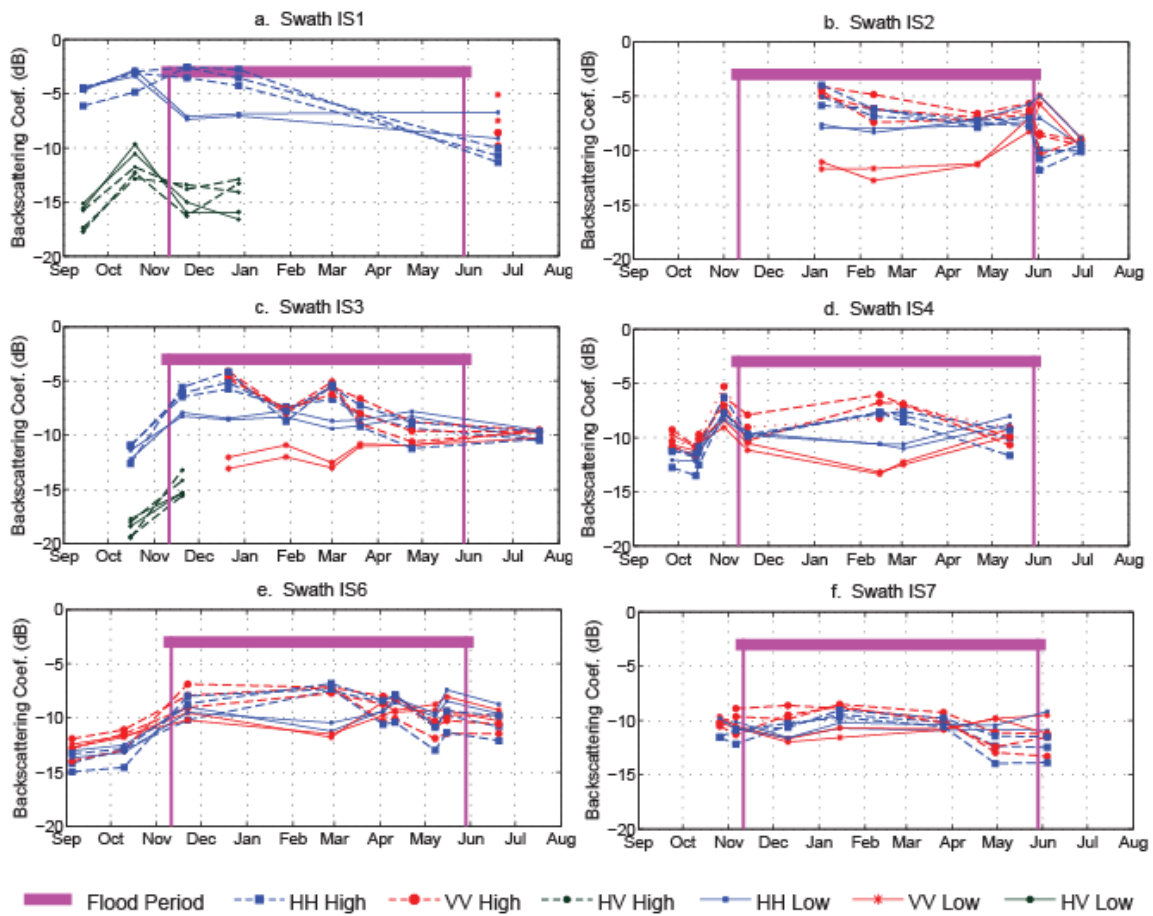 a. Swath IS1
b. Swath IS2
0
−5
−10
−15
−20
Backscattering Coef. (dB)
Sep Oct Nov Dec Jan Feb Mar Apr May Jun Jul Aug
0
−5
−10
−15
−20
Backscattering Coef. (dB)
Sep Oct Nov Dec Jan Feb Mar Apr May Jun Jul Aug
c. Swath IS3
d. Swath IS4
0
−5
−10
−15
−20
Backscattering Coef. (dB)
Sep Oct Nov Dec Jan Feb Mar Apr May Jun Jul Aug
0
−5
−10
−15
−20
Backscattering Coef. (dB)
Sep Oct Nov Dec Jan Feb Mar Apr May Jun Jul Aug
e. Swath IS6
f. Swath IS7
0
−5
−10
−15
−20
Backscattering Coef. (dB)
Sep Oct Nov Dec Jan Feb Mar Apr May Jun Jul Aug
0
−5
−10
−15
−20
Backscattering Coef. (dB)
Sep Oct Nov Dec Jan Feb Mar Apr May Jun Jul Aug
Flood Period HH High VV High HV High HH Low VV Low HV Low